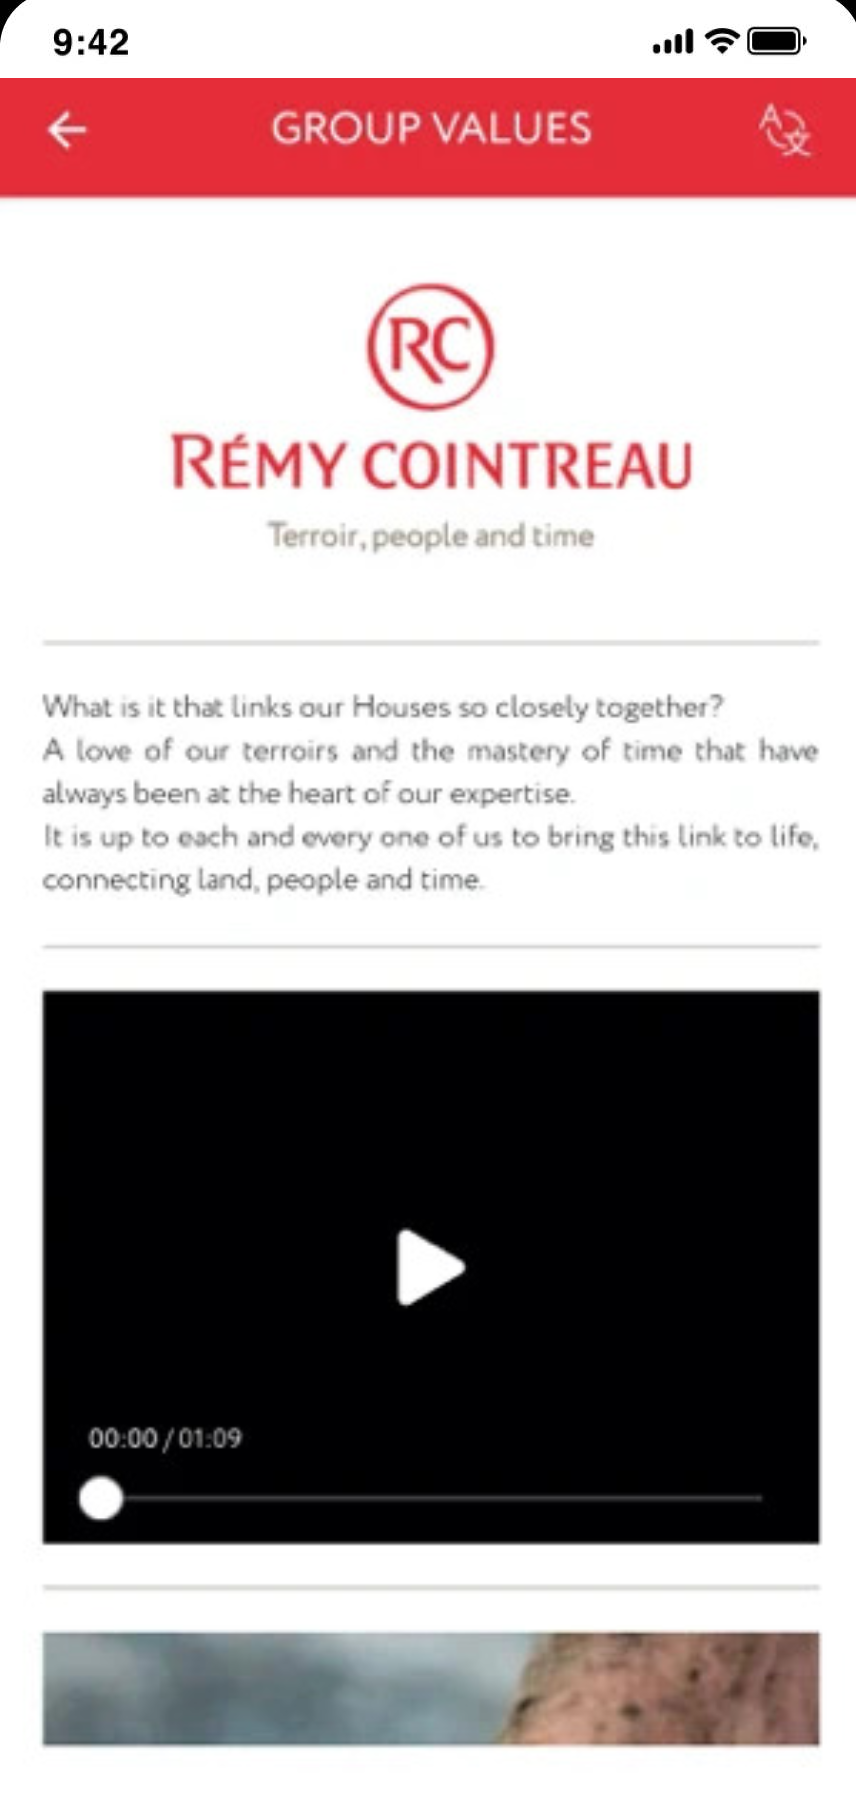 9:42
GROUP VALUES
A文
RC
RÉMY COINTREAU
Terroir, people and time
What is it that links our Houses so closely together?
A love of our terroirs and the mastery of time that have
always been at the heart of our expertise.
It is up to each and every one of us to bring this link to life,
connecting land, people and time.
00:00 / 01:09